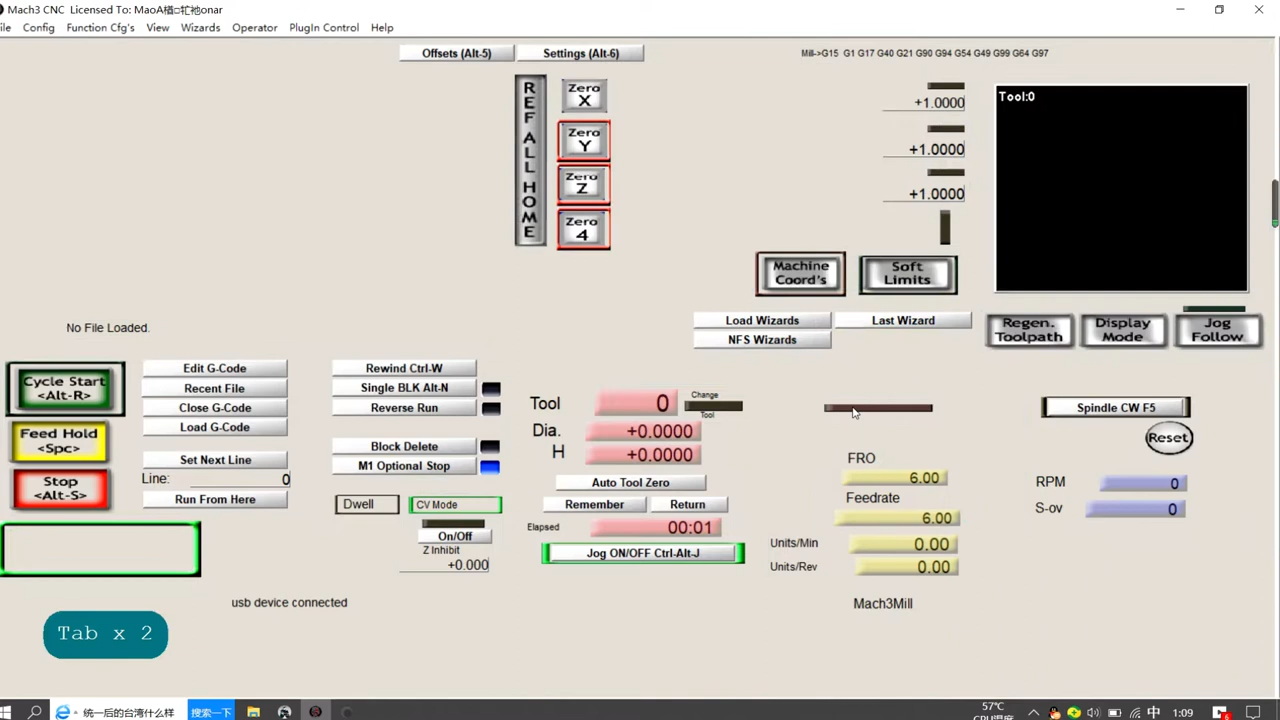 Mach3 CNC Licensed To: MaoA
ile Config Function Cfg's View Wizards Operator PlugIn Control Help
Offsets (Alt-5) Settings (Alt-6)
Mill->G15 G1 G17 G40 G21 G90 G94 G54 G49 G99 G64 G97
REF ALL HOME
Zero X
Zero Y
Zero Z
Zero 4
+1.0000
+1.0000
+1.0000
Tool:0
Machine Coord's
Soft Limits
No File Loaded.
Load Wizards Last Wizard
NFS Wizards
Regen. Toolpath
Display Mode
Jog Follow
Cycle Start <Alt-R>
Feed Hold <Spc>
Stop <Alt-S>
Edit G-Code
Recent File
Close G-Code
Load G-Code
Set Next Line
Line: 0
Run From Here
Rewind Ctrl-W
Single BLK Alt-N
Reverse Run
Block Delete
M1 Optional Stop
Dwell CV Mode
On/Off
Z Inhibit
+0.000
Tool 0 Change Tool
Dia. +0.0000
H +0.0000
Auto Tool Zero
Remember Return
Elapsed 00:01
Jog ON/OFF Ctrl-Alt-J
FRO
6.00
Feedrate
6.00
Units/Min 0.00
Units/Rev 0.00
Mach3Mill
Spindle CW F5
Reset
RPM 0
S-ov 0
usb device connected
Tab x 2
统一后的台湾什么样 搜索一下
57℃
CPU温度
中 1:09
6